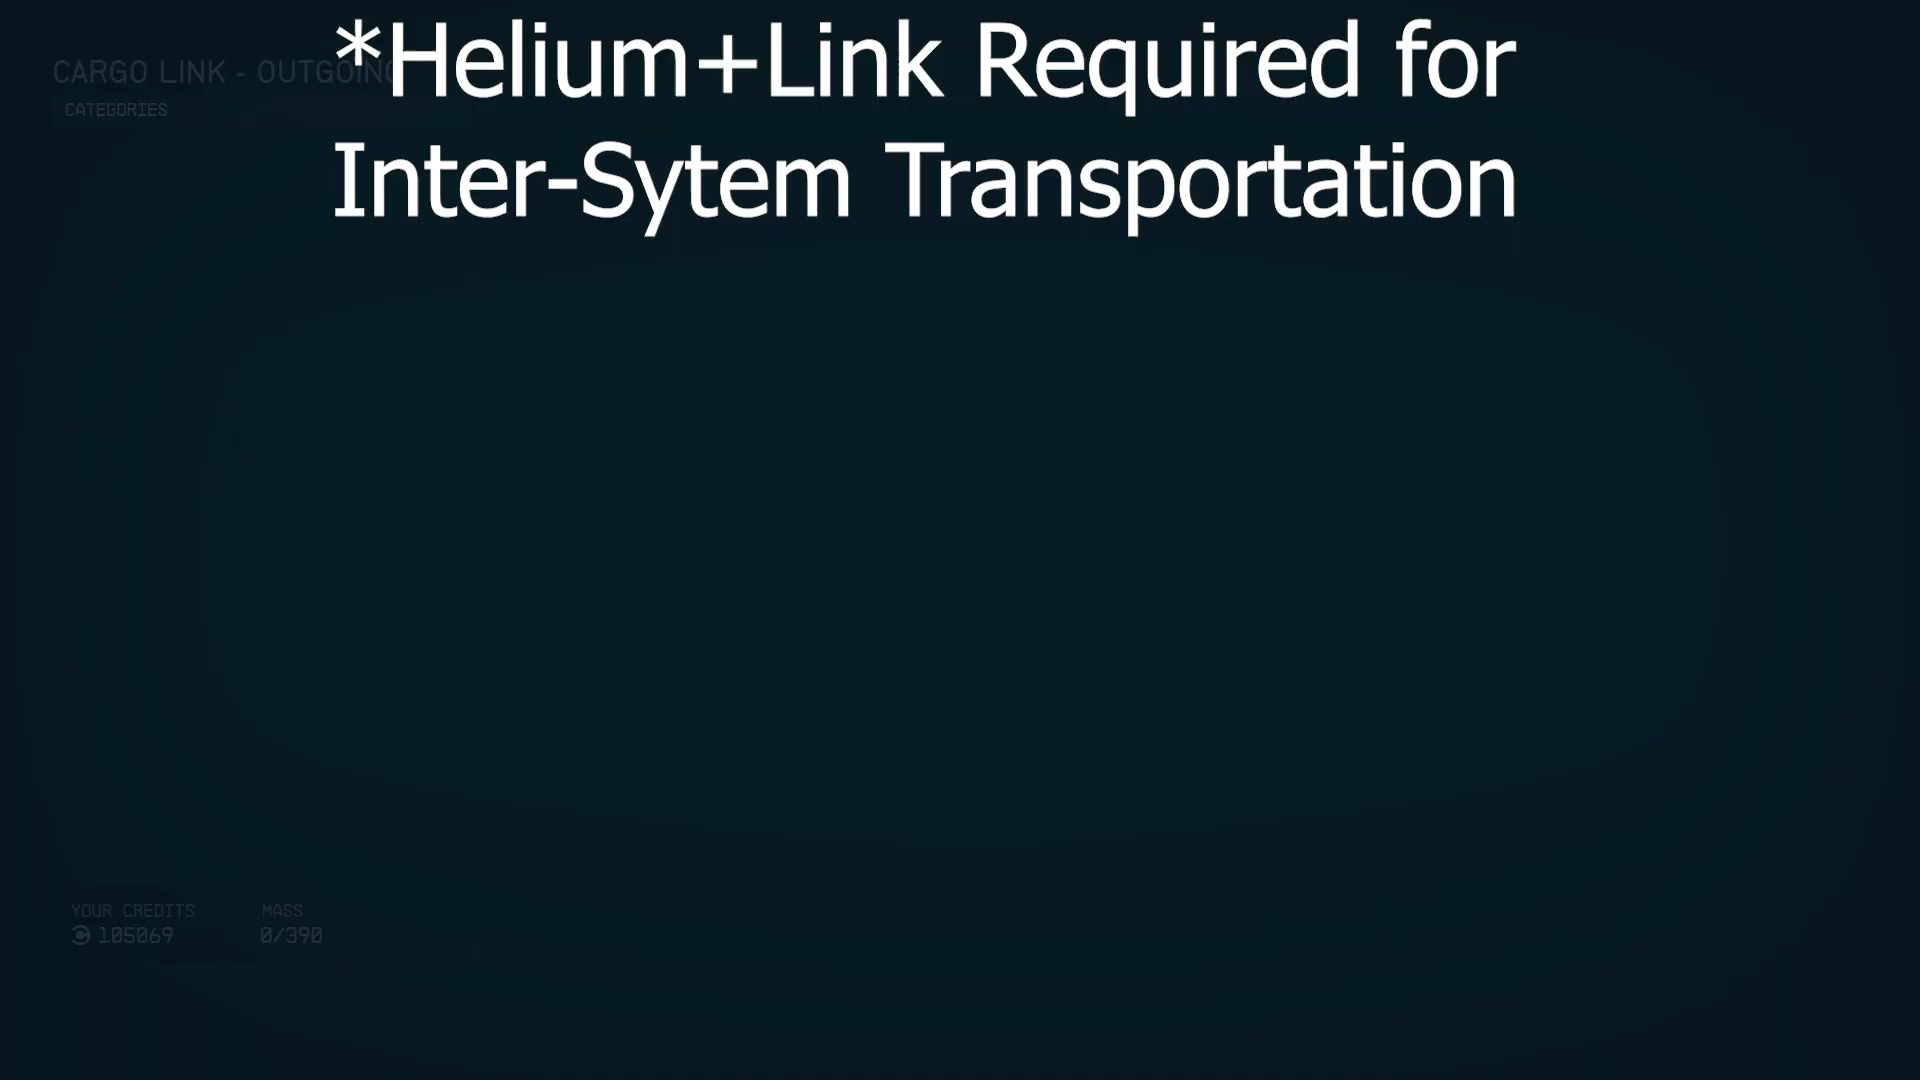 *Helium+Link Required for
Inter-Sytem Transportation
CARGO LINK - OUTGOING
CATEGORIES
YOUR CREDITS MASS
105069 0/390